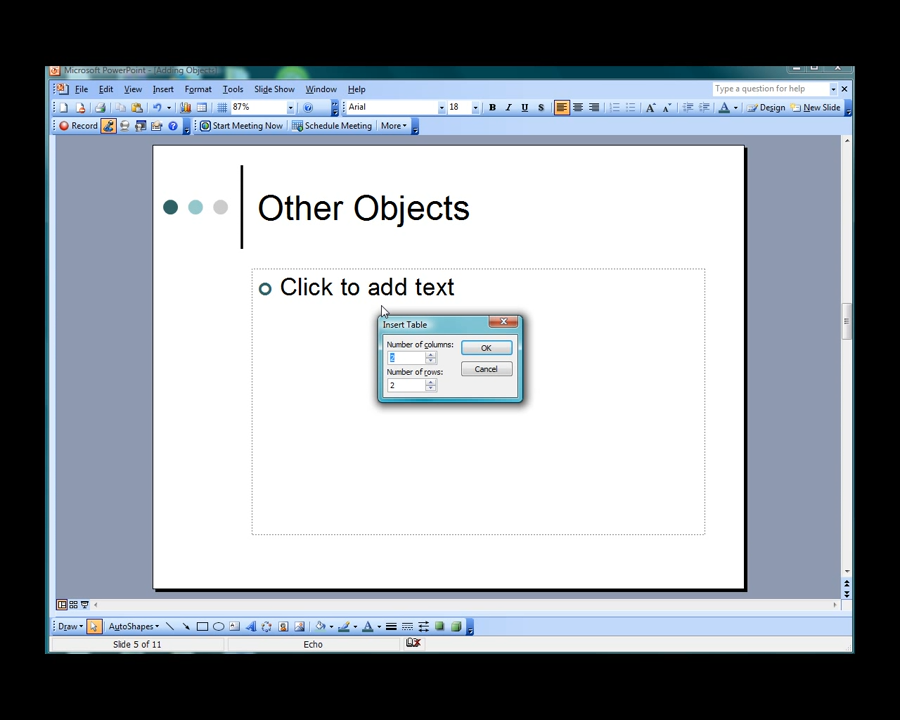 Microsoft PowerPoint - [Adding Objects]
File Edit View Insert Format Tools Slide Show Window Help
Type a question for help
87%
Arial 18 B I U S A A A Design New Slide
Record Start Meeting Now Schedule Meeting More
Other Objects
Click to add text
Insert Table
Number of columns:
2
OK
Number of rows:
2
Cancel
Draw AutoShapes A A
Slide 5 of 11 Echo